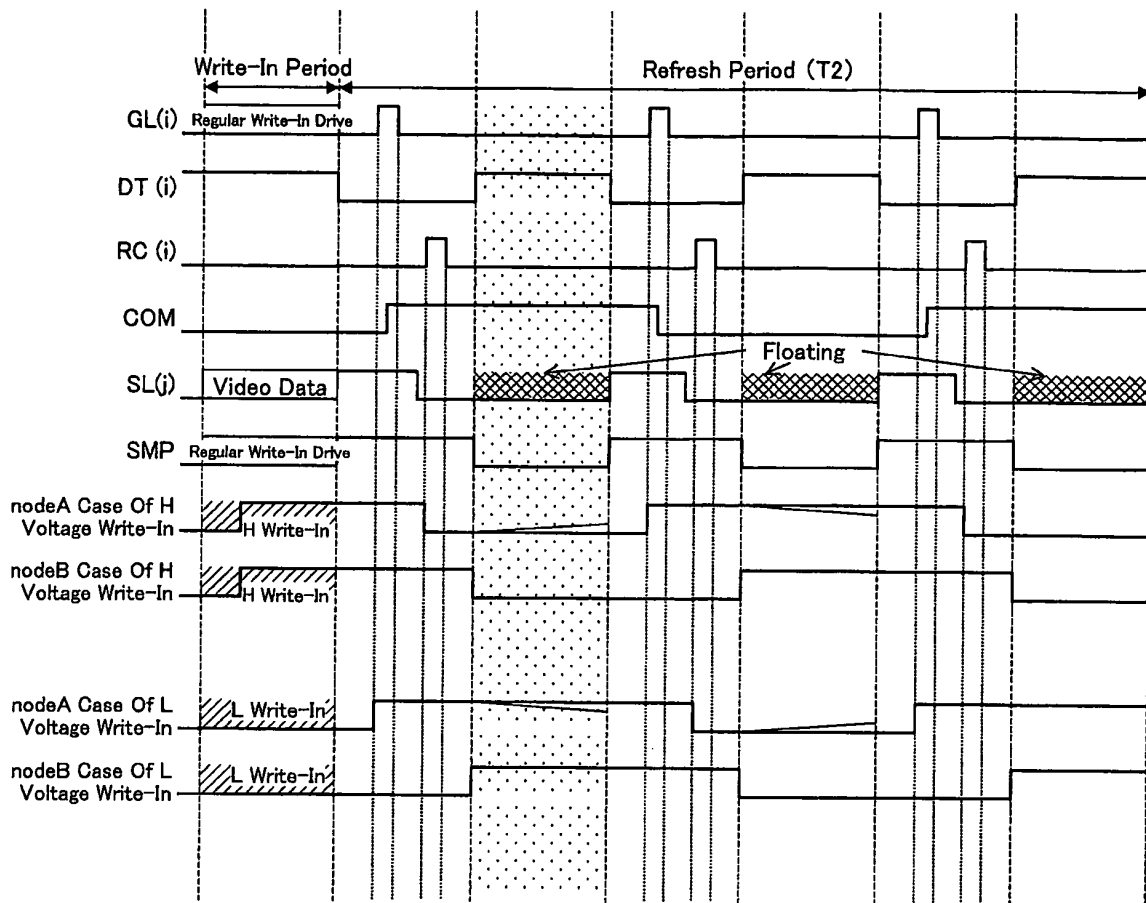 Write-In Period
Refresh Period (T2)
GL(i)
Regular Write-In Drive
DT (i)
RC (i)
COM
Floating
SL(j)
Video Data
SMP
Regular Write-In Drive
nodeA Case Of H
Voltage Write-In
H Write-In
nodeB Case Of H
Voltage Write-In
H Write-In
nodeA Case Of L
Voltage Write-In
L Write-In
nodeB Case Of L
Voltage Write-In
L Write-In